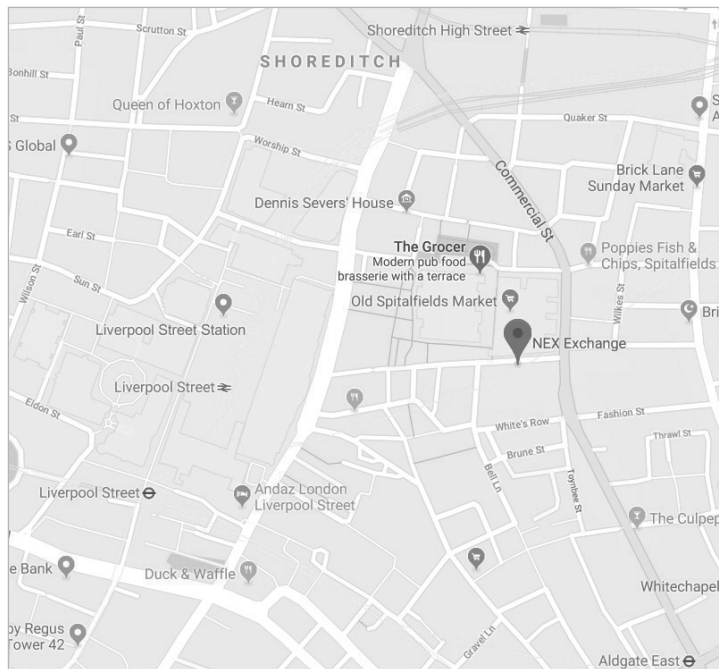 Scrutton St
Paul St
Shoreditch High Street
SHOREDITCH
Bonhill St
Queen of Hoxton
Hearn St
Quaker St
St
S Global
Worship St
Commercial St
Brick Lane
Sunday Market
Dennis Severs' House
Earl St
The Grocer
Modern pub food
brasserie with a terrace
Poppies Fish &
Chips, Spitalfields
Wilson St
Sun St
Old Spitalfields Market
Wilkes St
Liverpool Street Station
Bri
NEX Exchange
Liverpool Street
Eldon St
White's Row
Fashion St
Thrawl St
Brune St
Bell Ln
Toynbee St
Liverpool Street
Andaz London
Liverpool Street
The Culpep
e Bank
Duck & Waffle
Whitechapel
by Regus
Tower 42
Gravel Ln
Aldgate East